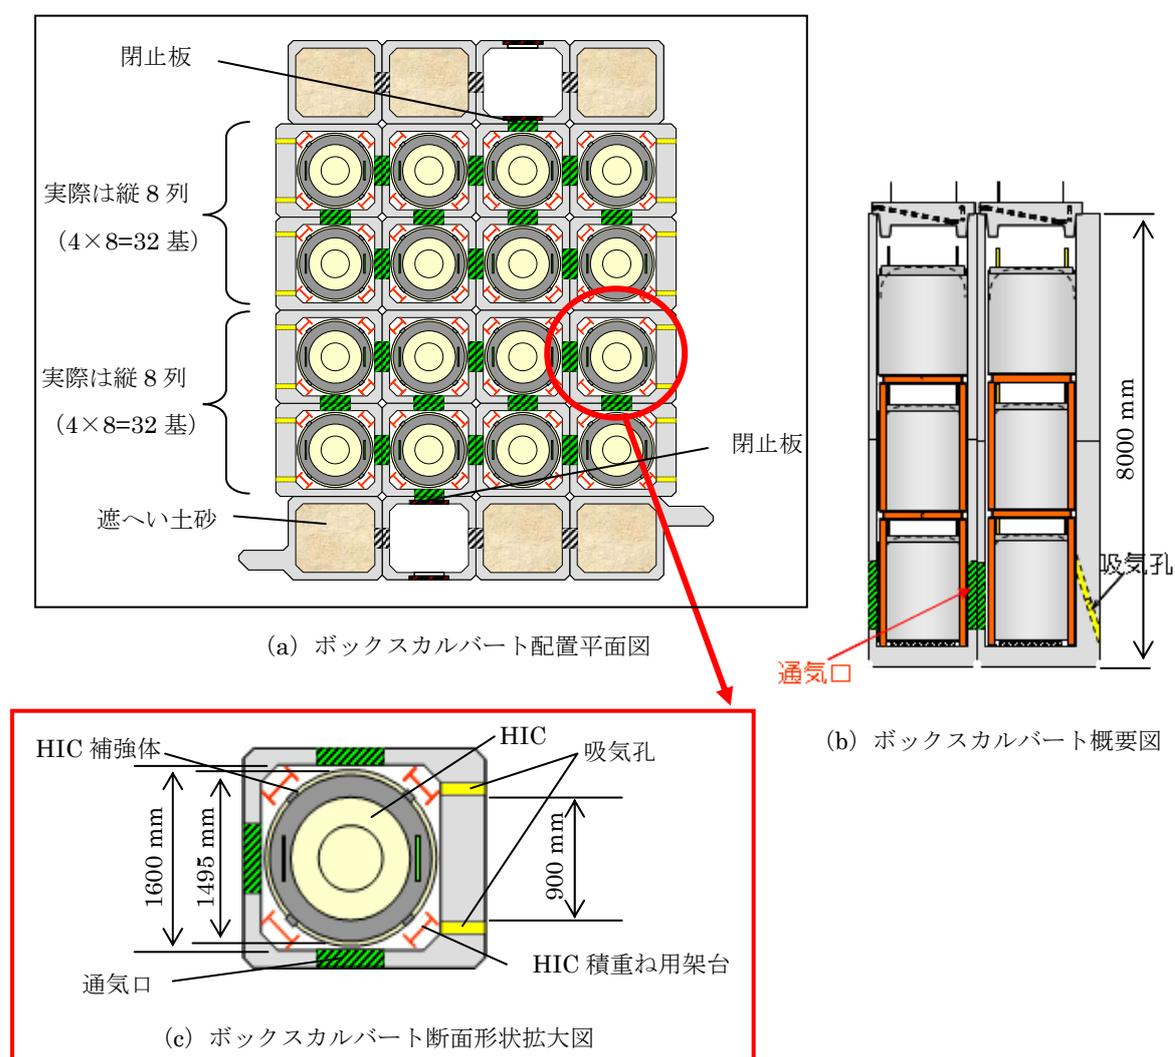 閉止板
実際は縦 8 列
(4×8=32 基)
実際は縦 8 列
(4×8=32 基)
閉止板
遮へい土砂
(a) ボックスカルバート配置平面図
8000 mm
吸気孔
通気口
(b) ボックスカルバート概要図
HIC 補強体
HIC
吸気孔
1600 mm
1495 mm
900 mm
HIC 積重ね用架台
通気口
(c) ボックスカルバート断面形状拡大図